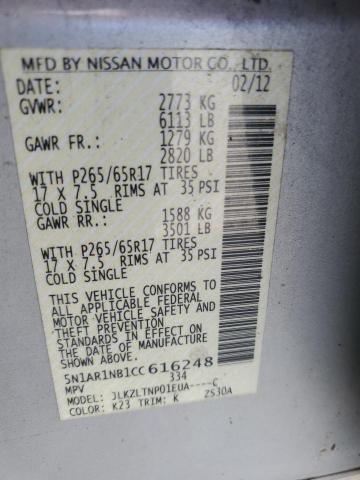 MFD BY NISSAN MOTOR CO., LTD.
DATE: 02/12
GVWR: 2773 KG
6113 LB
GAWR FR.: 1279 KG
2820 LB
WITH P265/65R17 TIRES
17 X 7.5 RIMS AT 35 PSI
COLD SINGLE
GAWR RR.: 1588 KG
3501 LB
WITH P265/65R17 TIRES
17 X 7.5 RIMS AT 35 PSI
COLD SINGLE
THIS VEHICLE CONFORMS TO
ALL APPLICABLE FEDERAL
MOTOR VEHICLE SAFETY AND
THEFT PREVENTION
STANDARDS IN EFFECT ON
THE DATE OF MANUFACTURE
SHOWN ABOVE.
5N1AR1NB1CC616248
MPV 334
MODEL: JLKZLTNP01EUA----C
COLOR: K23 TRIM: K ZS30A